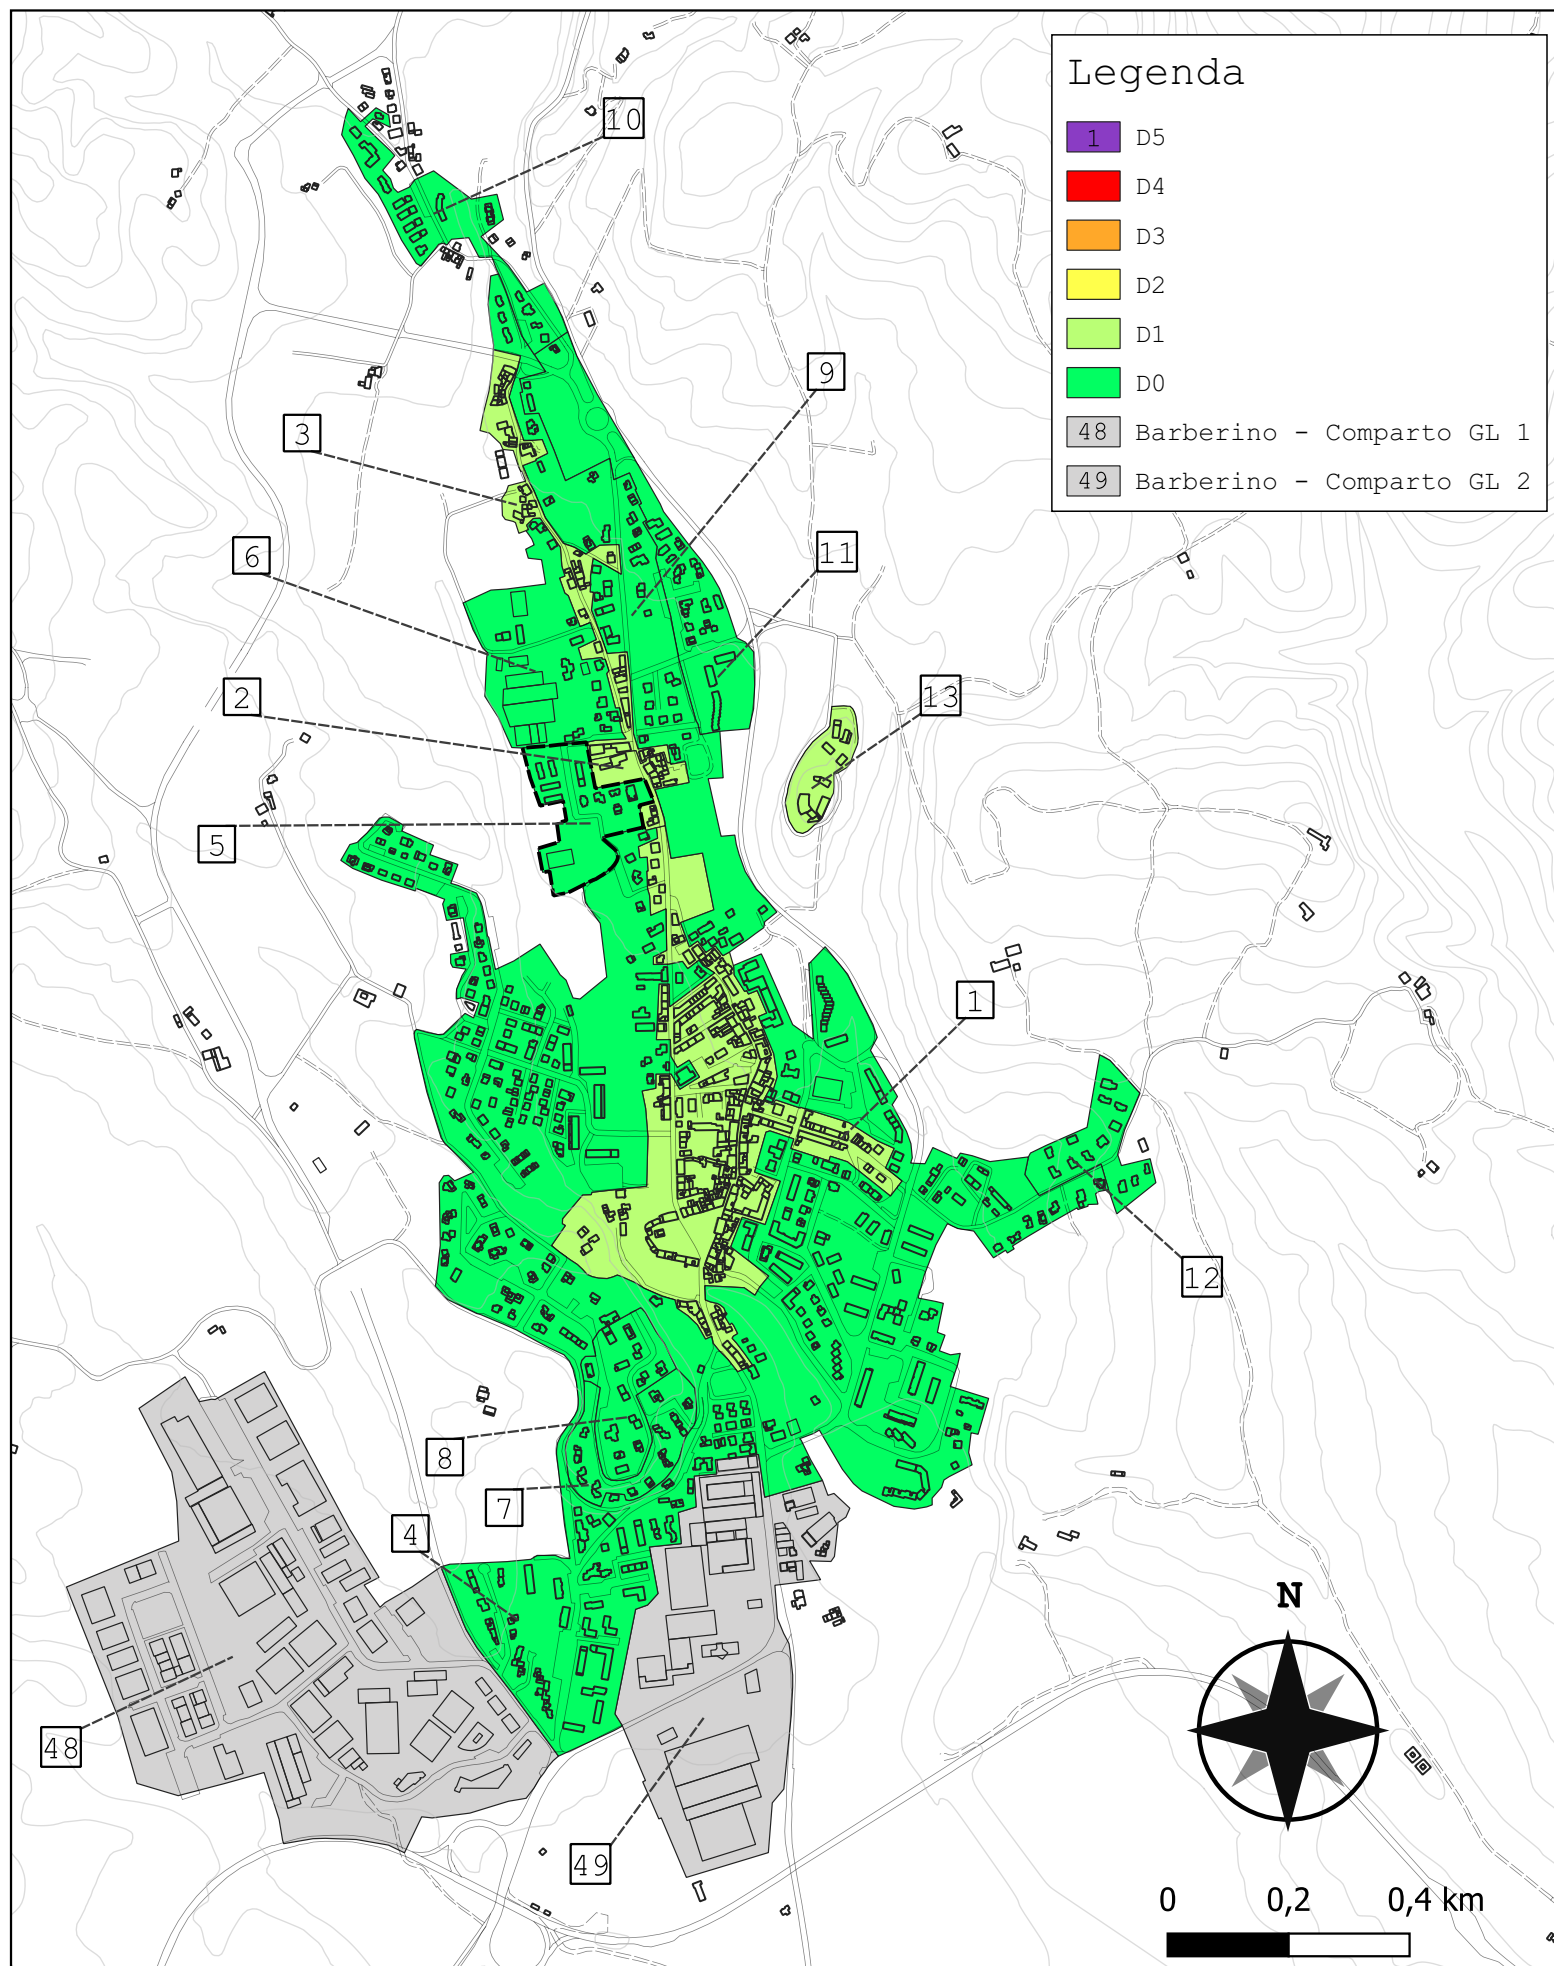 Legenda
1 D5
D4
D3
D2
D1
D0
48 Barberino - Comparto GL 1
49 Barberino - Comparto GL 2
10
9
3
11
6
2
13
5
1
12
8
7
4
N
48
49
0 0,2 0,4 km